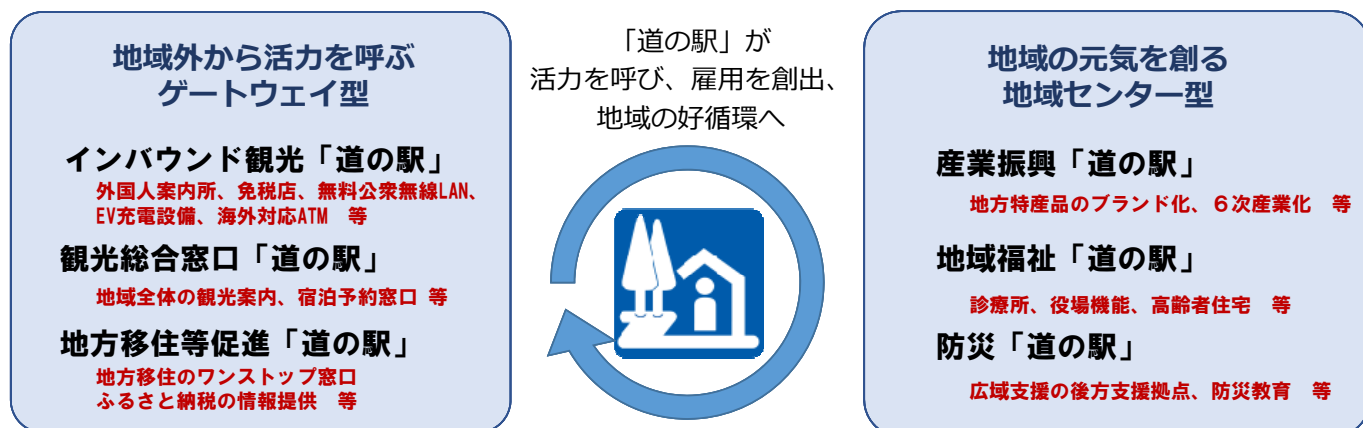 地域外から活力を呼ぶ
ゲートウェイ型
インバウンド観光「道の駅」
外国人案内所、免税店、無料公衆無線LAN、
EV充電設備、海外対応ATM　等
観光総合窓口「道の駅」
地域全体の観光案内、宿泊予約窓口 等
地方移住等促進「道の駅」
地方移住のワンストップ窓口
ふるさと納税の情報提供　等
「道の駅」が
活力を呼び、雇用を創出、
地域の好循環へ
地域の元気を創る
地域センター型
産業振興「道の駅」
地方特産品のブランド化、６次産業化　等
地域福祉「道の駅」
診療所、役場機能、高齢者住宅　等
防災「道の駅」
広域支援の後方支援拠点、防災教育　等